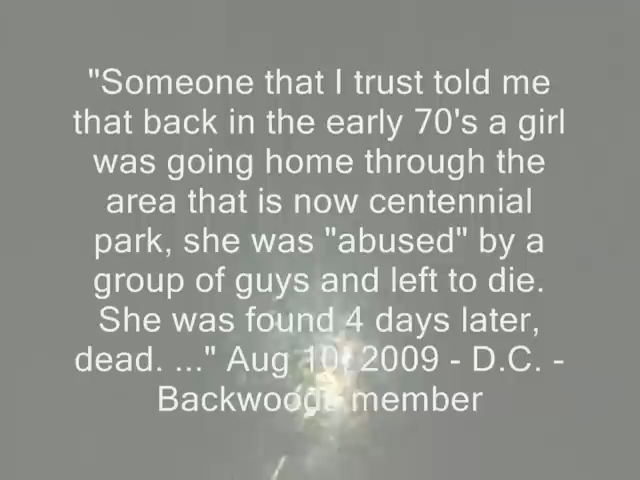 "Someone that I trust told me
that back in the early 70's a girl
was going home through the
area that is now centennial
park, she was "abused" by a
group of guys and left to die.
She was found 4 days later,
dead. ..." Aug 10, 2009 - D.C. -
Backwoods member